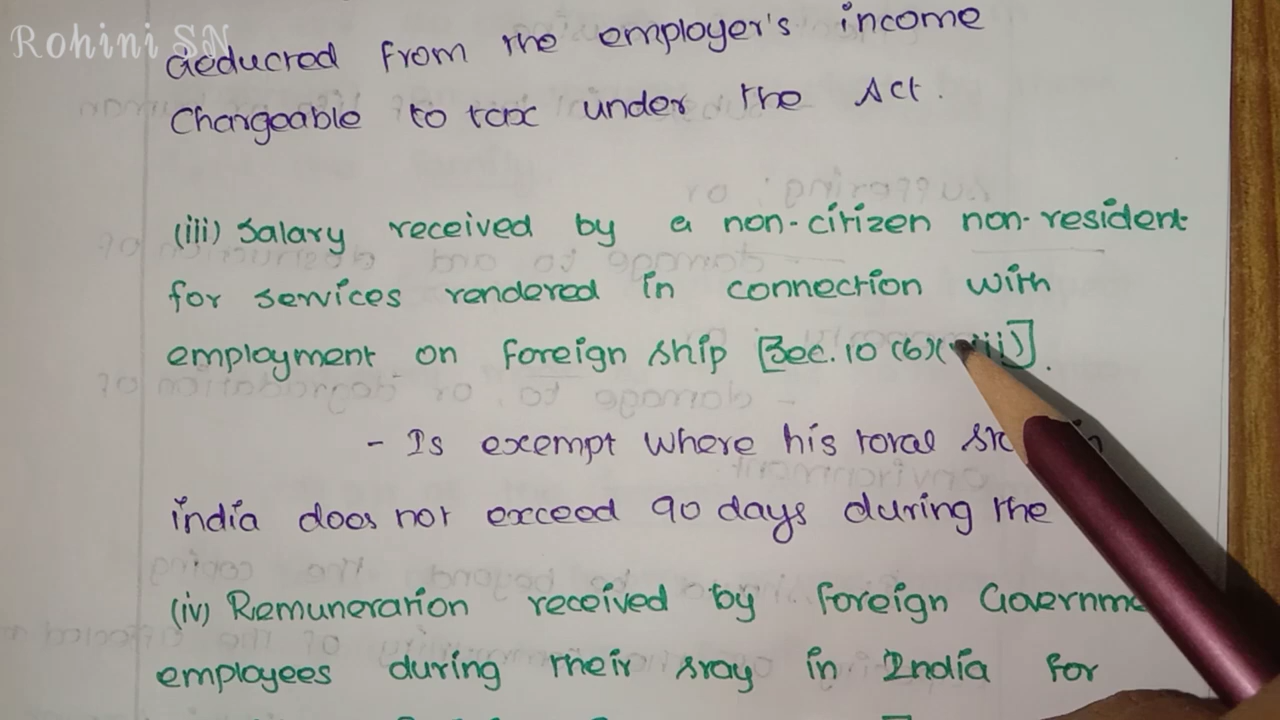 Rohini SN
deducted from the employer's income
Chargeable to tax under the Act.
(iii) Salary received by a non-citizen non-resident
for services rendered in connection with
employment on foreign ship [Sec. 10 (6)(viii)].
- Is exempt where his total in
india does not exceed 90 days during the
(iv) Remuneration received by foreign
employees during their stay in India for